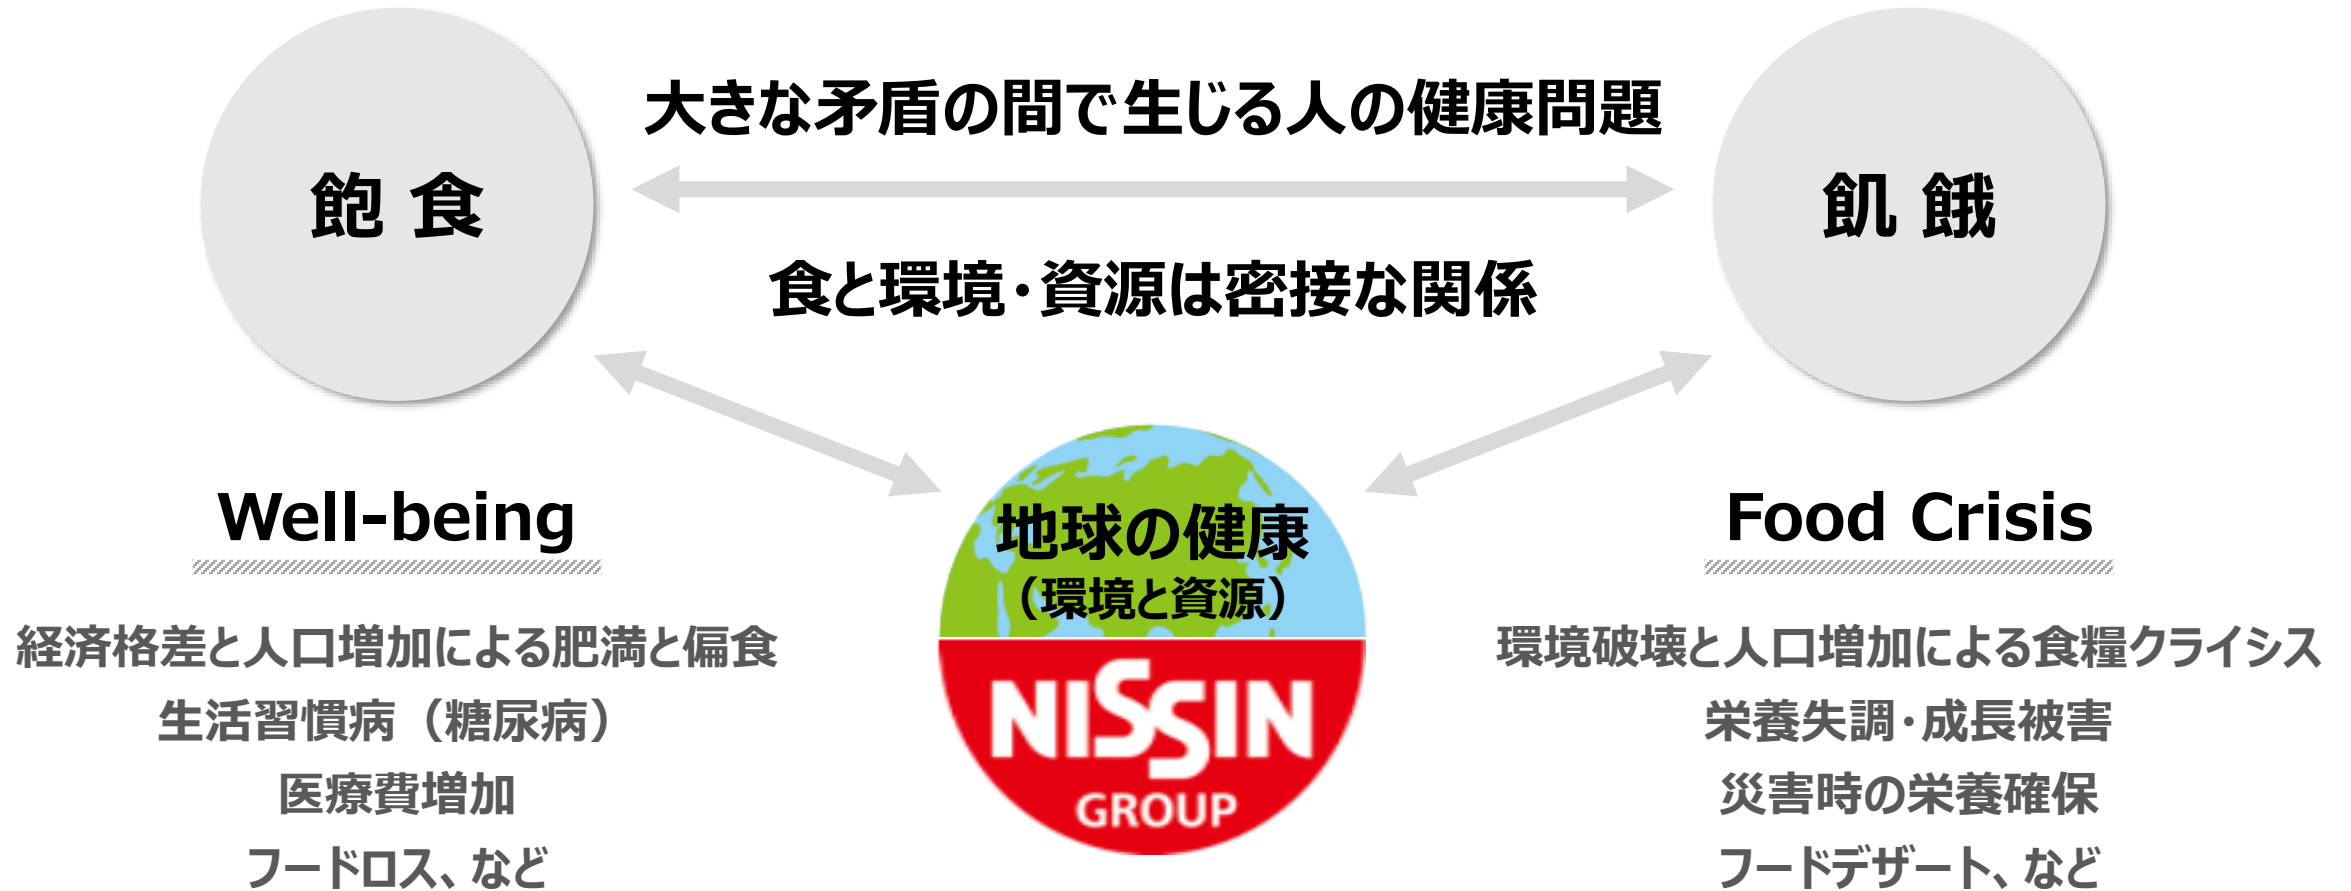 飽 食
大きな矛盾の間で生じる人の健康問題
飢 餓
食と環境・資源は密接な関係
Well-being
経済格差と人口増加による肥満と偏食
生活習慣病（糖尿病）
医療費増加
フードロス、など
地球の健康
（環境と資源）
NISSIN
GROUP
Food Crisis
環境破壊と人口増加による食糧クライシス
栄養失調・成長被害
災害時の栄養確保
フードデザート、など